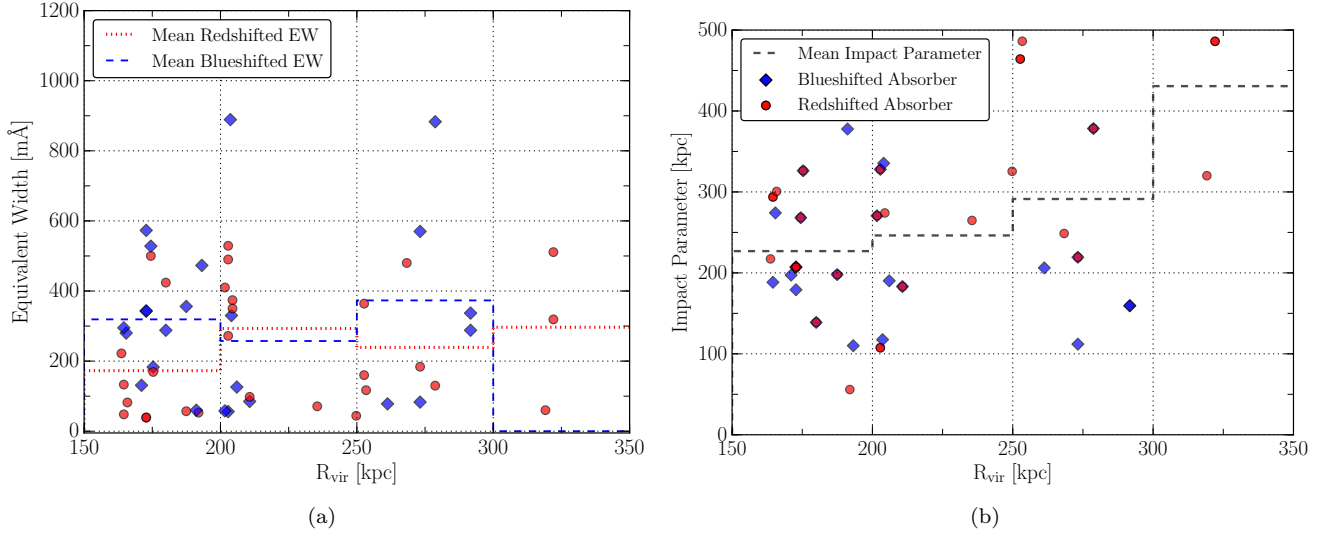 1200
1000
800
600
400
200
0
Equivalent Width [mÅ]
Mean Redshifted EW
Mean Blueshifted EW
150 200 250 300 350
R_vir [kpc]
(a)
500
400
300
200
100
0
Impact Parameter [kpc]
Mean Impact Parameter
Blueshifted Absorber
Redshifted Absorber
150 200 250 300 350
R_vir [kpc]
(b)